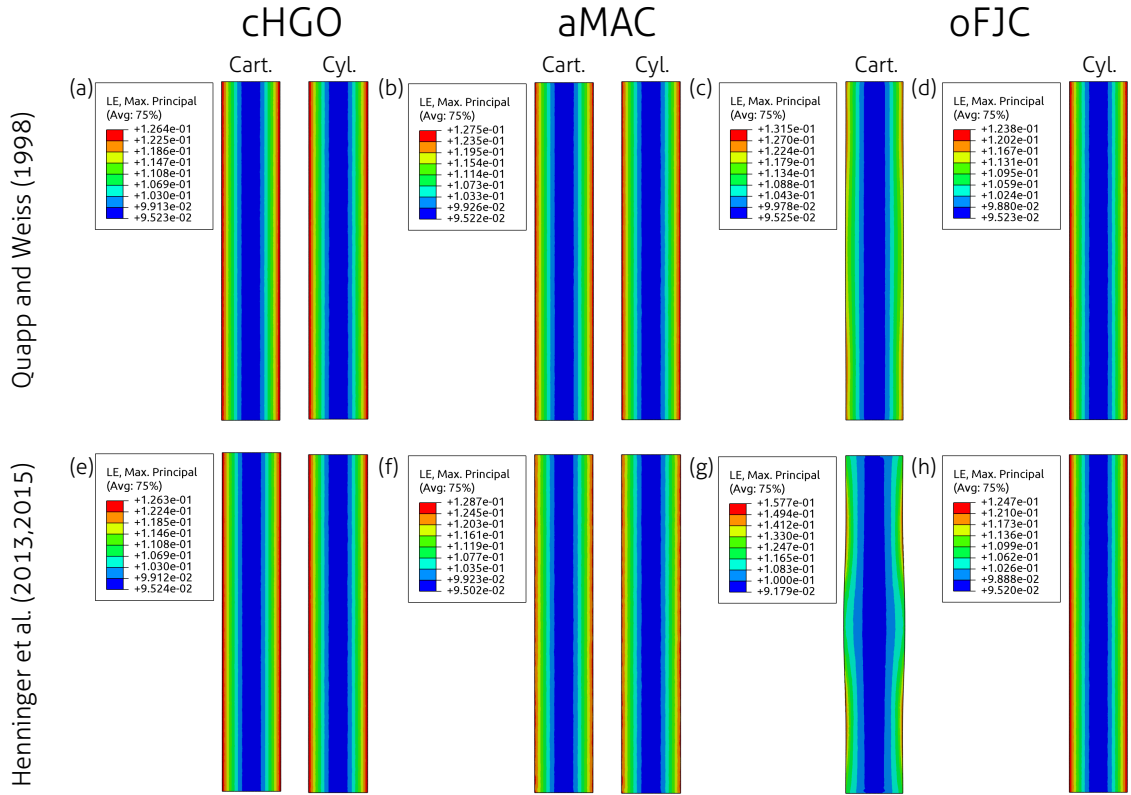 cHGO
aMAC
oFJC
Cart.
Cyl.
Cart.
Cyl.
Cart.
Cyl.
Quapp and Weiss (1998)
(a)
LE, Max. Principal
(Avg: 75%)
+1.264e-01
+1.225e-01
+1.186e-01
+1.147e-01
+1.108e-01
+1.069e-01
+1.030e-01
+9.913e-02
+9.523e-02
(b)
LE, Max. Principal
(Avg: 75%)
+1.275e-01
+1.235e-01
+1.195e-01
+1.154e-01
+1.114e-01
+1.073e-01
+1.033e-01
+9.926e-02
+9.522e-02
(c)
LE, Max. Principal
(Avg: 75%)
+1.315e-01
+1.270e-01
+1.224e-01
+1.179e-01
+1.134e-01
+1.088e-01
+1.043e-01
+9.978e-02
+9.525e-02
(d)
LE, Max. Principal
(Avg: 75%)
+1.238e-01
+1.202e-01
+1.167e-01
+1.131e-01
+1.095e-01
+1.059e-01
+1.024e-01
+9.880e-02
+9.523e-02
Henninger et al. (2013,2015)
(e)
LE, Max. Principal
(Avg: 75%)
+1.263e-01
+1.224e-01
+1.185e-01
+1.146e-01
+1.108e-01
+1.069e-01
+1.030e-01
+9.912e-02
+9.524e-02
(f)
LE, Max. Principal
(Avg: 75%)
+1.287e-01
+1.245e-01
+1.203e-01
+1.161e-01
+1.119e-01
+1.077e-01
+1.035e-01
+9.923e-02
+9.502e-02
(g)
LE, Max. Principal
(Avg: 75%)
+1.577e-01
+1.494e-01
+1.412e-01
+1.330e-01
+1.247e-01
+1.165e-01
+1.083e-01
+1.000e-01
+9.179e-02
(h)
LE, Max. Principal
(Avg: 75%)
+1.247e-01
+1.210e-01
+1.173e-01
+1.136e-01
+1.099e-01
+1.062e-01
+1.026e-01
+9.888e-02
+9.520e-02